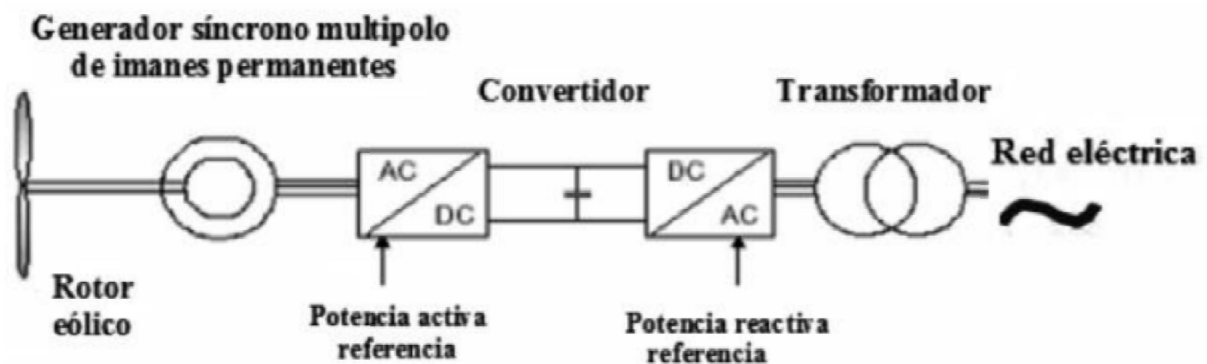 Generador síncrono multipolo
de imanes permanentes
Convertidor
Transformador
Red eléctrica
AC
DC
DC
AC
Rotor
eólico
Potencia activa
referencia
Potencia reactiva
referencia